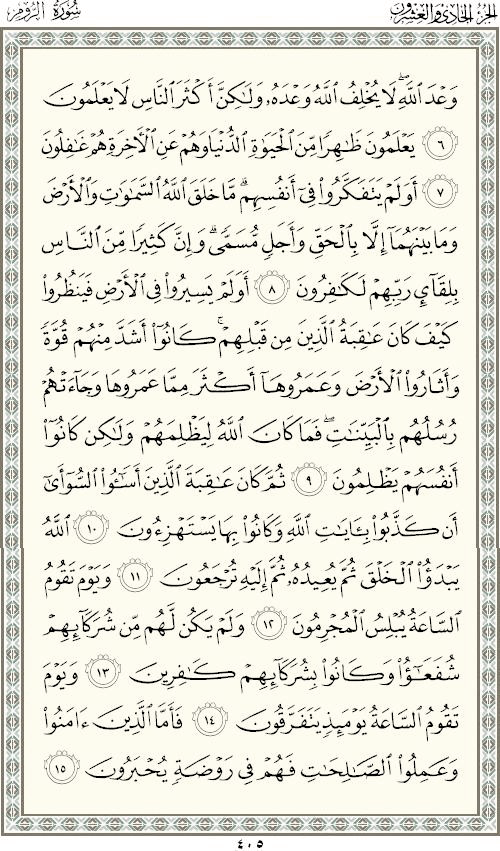 الجزء الحادي والعشرون سُورَةُ الرُّومِ
وَعْدَ ٱللَّهِۖ لَا يُخْلِفُ ٱللَّهُ وَعْدَهُۥ وَلَٰكِنَّ أَكْثَرَ ٱلنَّاسِ لَا يَعْلَمُونَ
٦ يَعْلَمُونَ ظَٰهِرًا مِّنَ ٱلْحَيَوٰةِ ٱلدُّنْيَا وَهُمْ عَنِ ٱلْءَاخِرَةِ هُمْ غَٰفِلُونَ
٧ أَوَلَمْ يَتَفَكَّرُوا۟ فِىٓ أَنفُسِهِمۗ مَّا خَلَقَ ٱللَّهُ ٱلسَّمَٰوَٰتِ وَٱلْأَرْضَ
وَمَا بَيْنَهُمَآ إِلَّا بِٱلْحَقِّ وَأَجَلٍ مُّسَمًّىۗ وَإِنَّ كَثِيرًا مِّنَ ٱلنَّاسِ
بِلِقَآئِ رَبِّهِمْ لَكَٰفِرُونَ ٨ أَوَلَمْ يَسِيرُوا۟ فِى ٱلْأَرْضِ فَيَنظُرُوا۟
كَيْفَ كَانَ عَٰقِبَةُ ٱلَّذِينَ مِن قَبْلِهِمْۚ كَانُوٓا۟ أَشَدَّ مِنْهُمْ قُوَّةً
وَأَثَارُوا۟ ٱلْأَرْضَ وَعَمَرُوهَآ أَكْثَرَ مِمَّا عَمَرُوهَا وَجَآءَتْهُمْ
رُسُلُهُم بِٱلْبَيِّنَٰتِۖ فَمَا كَانَ ٱللَّهُ لِيَظْلِمَهُمْ وَلَٰكِن كَانُوٓا۟
أَنفُسَهُمْ يَظْلِمُونَ ٩ ثُمَّ كَانَ عَٰقِبَةَ ٱلَّذِينَ أَسَٰٓـُٔوا۟ ٱلسُّوٓأَىٰٓ
أَن كَذَّبُوا۟ بِـَٔايَٰتِ ٱللَّهِ وَكَانُوا۟ بِهَا يَسْتَهْزِءُونَ ١٠ ٱللَّهُ
يَبْدَؤُا۟ ٱلْخَلْقَ ثُمَّ يُعِيدُهُۥ ثُمَّ إِلَيْهِ تُرْجَعُونَ ١١ وَيَوْمَ تَقُومُ
ٱلسَّاعَةُ يُبْلِسُ ٱلْمُجْرِمُونَ ١٢ وَلَمْ يَكُن لَّهُم مِّن شُرَكَآئِهِمْ
شُفَعَٰٓؤُا۟ وَكَانُوا۟ بِشُرَكَآئِهِمْ كَٰفِرِينَ ١٣ وَيَوْمَ
تَقُومُ ٱلسَّاعَةُ يَوْمَئِذٍ يَتَفَرَّقُونَ ١٤ فَأَمَّا ٱلَّذِينَ ءَامَنُوا۟
وَعَمِلُوا۟ ٱلصَّٰلِحَٰتِ فَهُمْ فِى رَوْضَةٍ يُحْبَرُونَ ١٥
٤٠٥